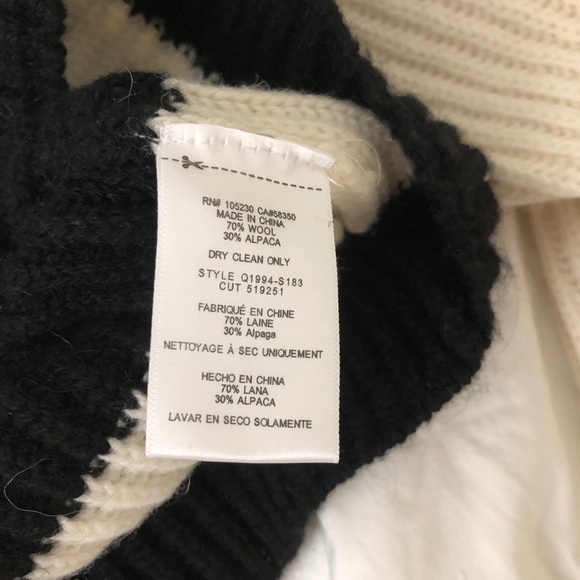 RN# 105230 CA#58350
MADE IN CHINA
70% WOOL
30% ALPACA
DRY CLEAN ONLY
STYLE Q1994-S183
CUT 519251
FABRIQUÉ EN CHINE
70% LAINE
30% Alpaga
NETTOYAGE À SEC UNIQUEMENT
HECHO EN CHINA
70% LANA
30% ALPACA
LAVAR EN SECO SOLAMENTE